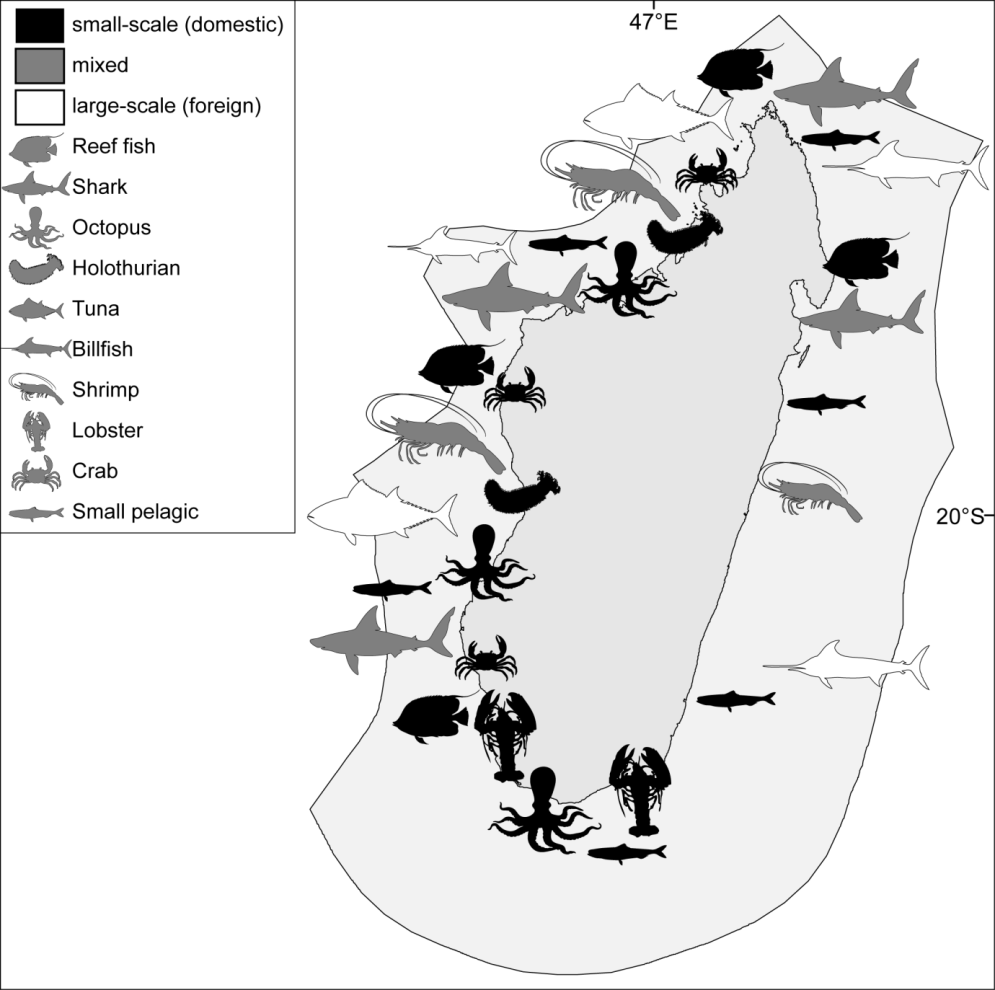 small-scale (domestic)
mixed
large-scale (foreign)
Reef fish
Shark
Octopus
Holothurian
Tuna
Billfish
Shrimp
Lobster
Crab
Small pelagic
47°E
20°S